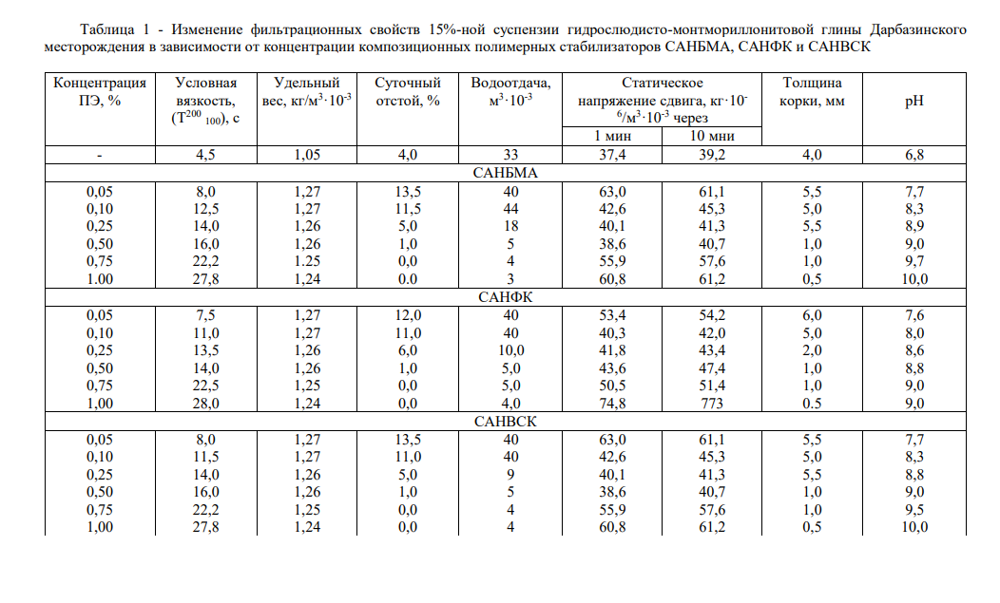 Таблица 1 - Изменение фильтрационных свойств 15%-ной суспензии гидрослюдисто-монтмориллонитовой глины Дарбазинского
месторождения в зависимости от концентрации композиционных полимерных стабилизаторов САНБМА, САНФК и САНВСК
Концентрация ПЭ, % | Условная вязкость, (T²⁰⁰ ₁₀₀), с | Удельный вес, кг/м³·10⁻³ | Суточный отстой, % | Водоотдача, м³·10⁻³ | Статическое напряжение сдвига, кг·10⁻⁶/м³·10⁻³ через | Толщина корки, мм | pH
1 мин | 10 мни
- | 4,5 | 1,05 | 4,0 | 33 | 37,4 | 39,2 | 4,0 | 6,8
САНБМА
0,05 | 8,0 | 1,27 | 13,5 | 40 | 63,0 | 61,1 | 5,5 | 7,7
0,10 | 12,5 | 1,27 | 11,5 | 44 | 42,6 | 45,3 | 5,0 | 8,3
0,25 | 14,0 | 1,26 | 5,0 | 18 | 40,1 | 41,3 | 5,5 | 8,9
0,50 | 16,0 | 1,26 | 1,0 | 5 | 38,6 | 40,7 | 1,0 | 9,0
0,75 | 22,2 | 1.25 | 0,0 | 4 | 55,9 | 57,6 | 1,0 | 9,7
1.00 | 27,8 | 1,24 | 0.0 | 3 | 60,8 | 61,2 | 0,5 | 10,0
САНФК
0,05 | 7,5 | 1,27 | 12,0 | 40 | 53,4 | 54,2 | 6,0 | 7,6
0,10 | 11,0 | 1,27 | 11,0 | 40 | 40,3 | 42,0 | 5,0 | 8,0
0,25 | 13,5 | 1,26 | 6,0 | 10,0 | 41,8 | 43,4 | 2,0 | 8,6
0,50 | 14,0 | 1,26 | 1,0 | 5,0 | 43,6 | 47,4 | 1,0 | 8,8
0,75 | 22,5 | 1,25 | 0,0 | 5,0 | 50,5 | 51,4 | 1,0 | 9,0
1,00 | 28,0 | 1,24 | 0,0 | 4,0 | 74,8 | 773 | 0.5 | 9,0
САНВСК
0,05 | 8,0 | 1,27 | 13,5 | 40 | 63,0 | 61,1 | 5,5 | 7,7
0,10 | 11,5 | 1,27 | 11,0 | 40 | 42,6 | 45,3 | 5,0 | 8,3
0,25 | 14,0 | 1,26 | 5,0 | 9 | 40,1 | 41,3 | 5,5 | 8,8
0,50 | 16,0 | 1,26 | 1,0 | 5 | 38,6 | 40,7 | 1,0 | 9,0
0,75 | 22,2 | 1,25 | 0,0 | 4 | 55,9 | 57,6 | 1,0 | 9,5
1,00 | 27,8 | 1,24 | 0,0 | 4 | 60,8 | 61,2 | 0,5 | 10,0